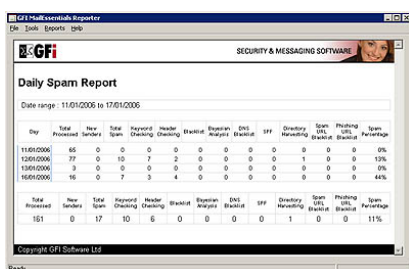 GFI MailEssentials Reporter
File Tools Reports Help
GFi
SECURITY & MESSAGING SOFTWARE
Daily Spam Report
Date range : 11/01/2006 to 17/01/2006
Day Total Processed New Senders Total Spam Keyword Checking Header Checking Blacklist Bayesian Analysis DNS Blacklist SPF Directory Harvesting Spam URL Blacklist Phishing URL Blacklist Spam Percentage
11/01/2006 65 0 0 0 0 0 0 0 0 0 0 0 0%
12/01/2006 77 0 10 7 2 0 0 0 0 1 0 0 13%
13/01/2006 3 0 0 0 0 0 0 0 0 0 0 0 0%
16/01/2006 16 0 7 3 4 0 0 0 0 0 0 0 44%
Total Processed New Senders Total Spam Keyword Checking Header Checking Blacklist Bayesian Analysis DNS Blacklist SPF Directory Harvesting Spam URL Blacklist Phishing URL Blacklist Spam Percentage
161 0 17 10 6 0 0 0 0 1 0 0 11%
Copyright GFI Software Ltd
Ready